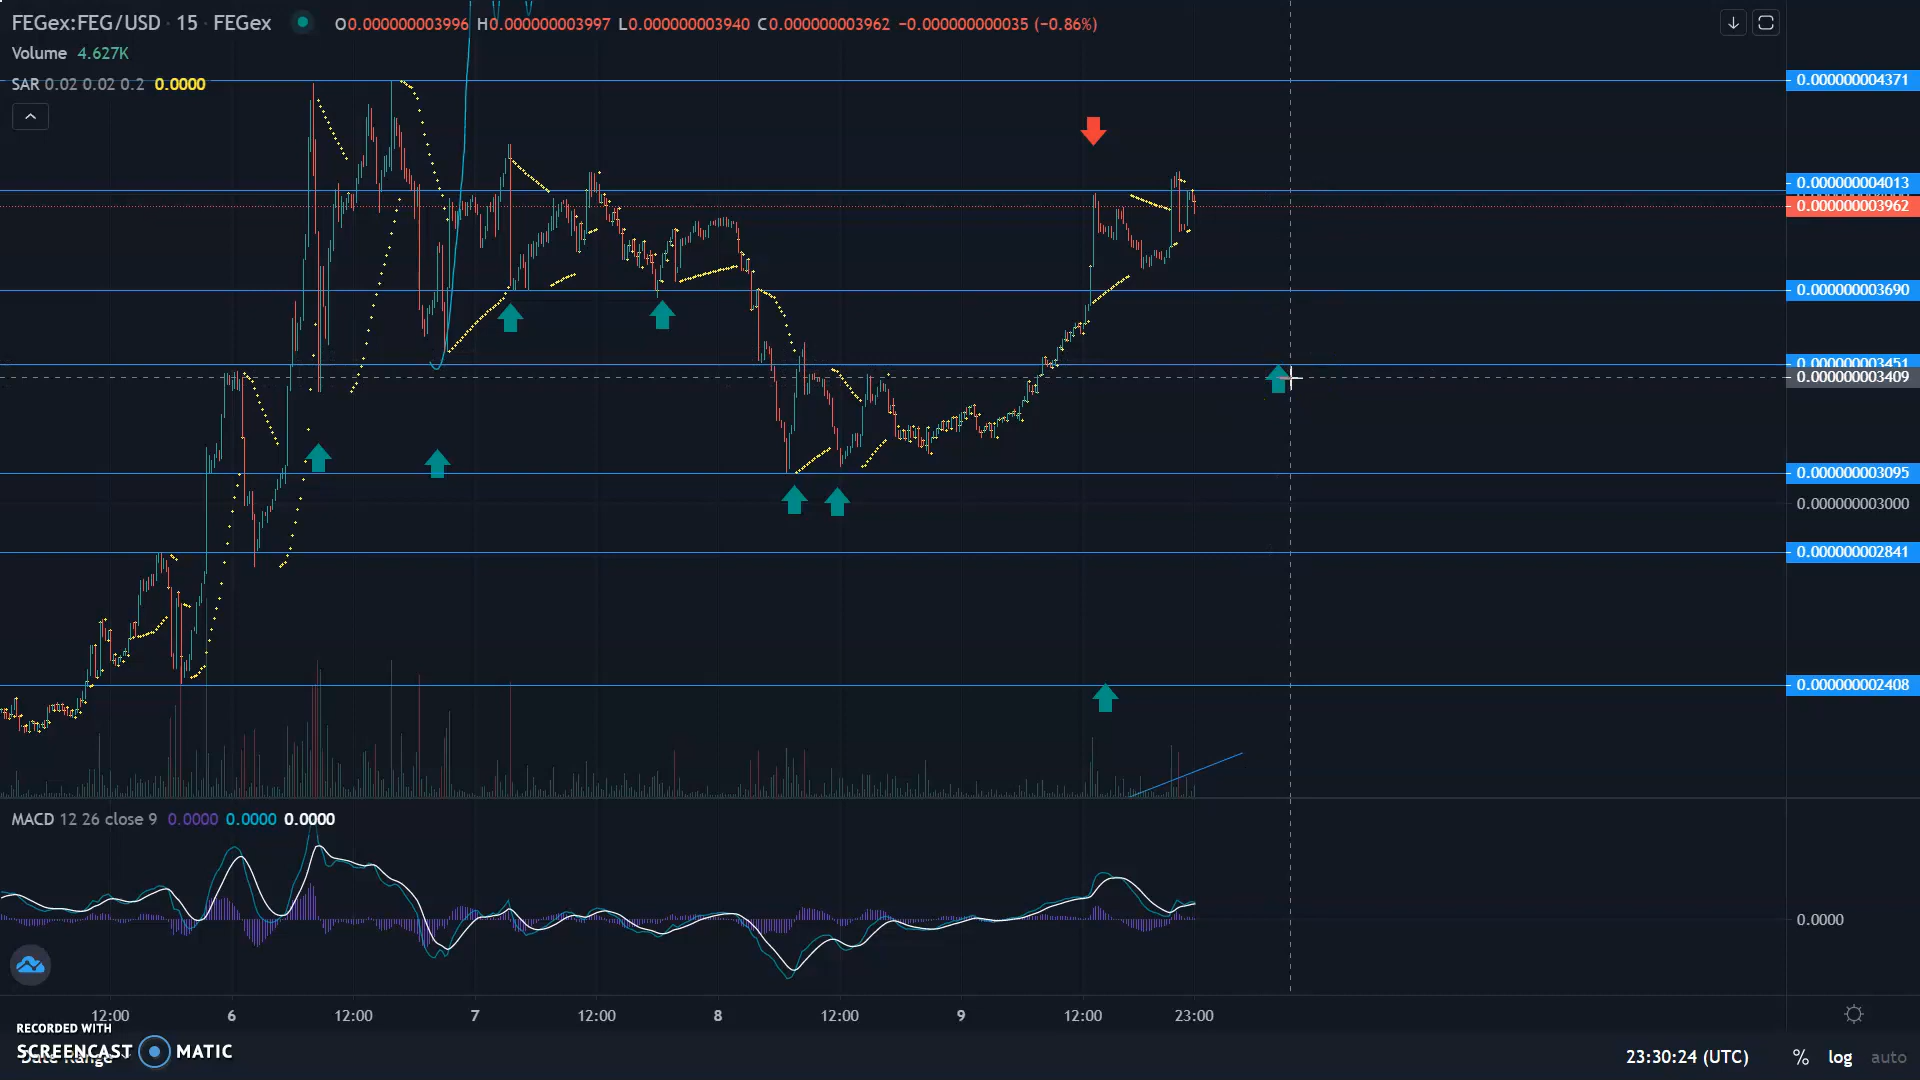 FEGex:FEG/USD · 15 · FEGex O0.000000003996 H0.000000003997 L0.000000003940 C0.000000003962 −0.000000000035 (−0.86%)
Volume 4.627K
SAR 0.02 0.02 0.2 0.0000
0.000000004371
0.000000004013
0.000000003962
0.000000003690
0.000000003451
0.000000003409
0.000000003095
0.000000003000
0.000000002841
0.000000002408
MACD 12 26 close 9 0.0000 0.0000 0.0000
0.0000
12:00 6 12:00 7 12:00 8 12:00 9 12:00 23:00
RECORDED WITH
SCREENCAST MATIC
Date Range
23:30:24 (UTC) % log auto